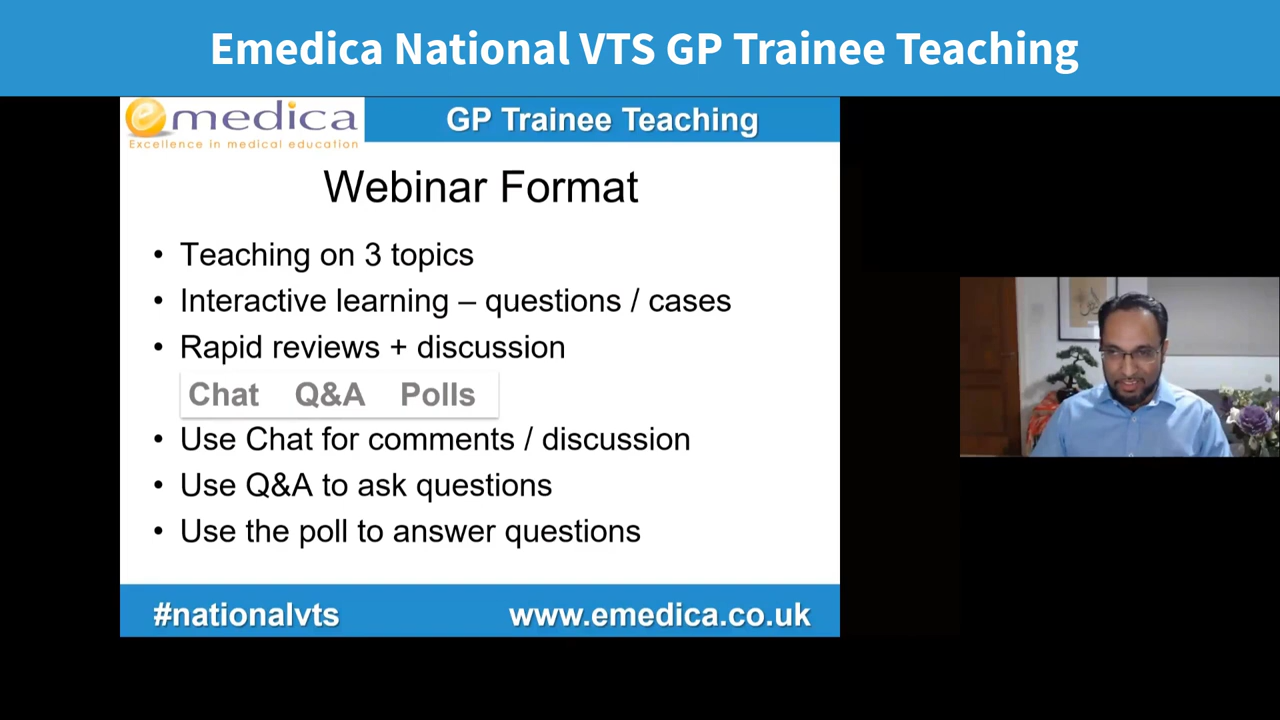 Emedica National VTS GP Trainee Teaching
emedica
Excellence in medical education
GP Trainee Teaching
Webinar Format
• Teaching on 3 topics
• Interactive learning – questions / cases
• Rapid reviews + discussion
Chat Q&A Polls
• Use Chat for comments / discussion
• Use Q&A to ask questions
• Use the poll to answer questions
#nationalvts
www.emedica.co.uk